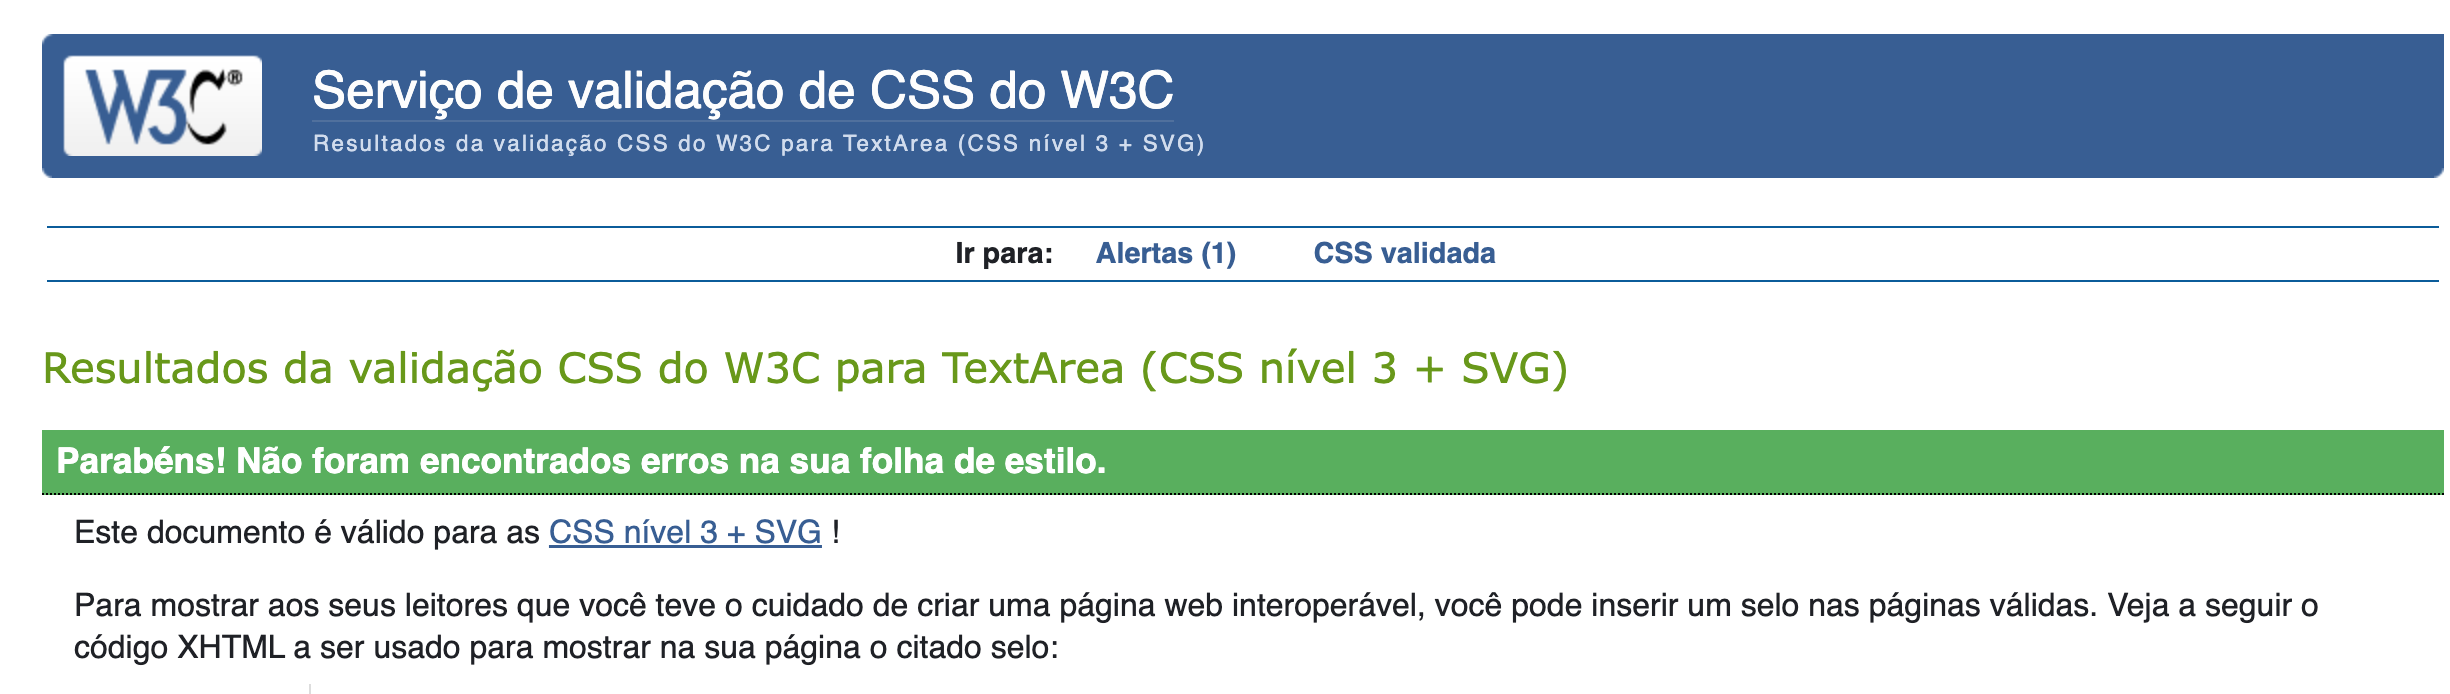 W3C®
Serviço de validação de CSS do W3C
Resultados da validação CSS do W3C para TextArea (CSS nível 3 + SVG)
Ir para: Alertas (1) CSS validada
Resultados da validação CSS do W3C para TextArea (CSS nível 3 + SVG)
Parabéns! Não foram encontrados erros na sua folha de estilo.
Este documento é válido para as CSS nível 3 + SVG !
Para mostrar aos seus leitores que você teve o cuidado de criar uma página web interoperável, você pode inserir um selo nas páginas válidas. Veja a seguir o
código XHTML a ser usado para mostrar na sua página o citado selo: